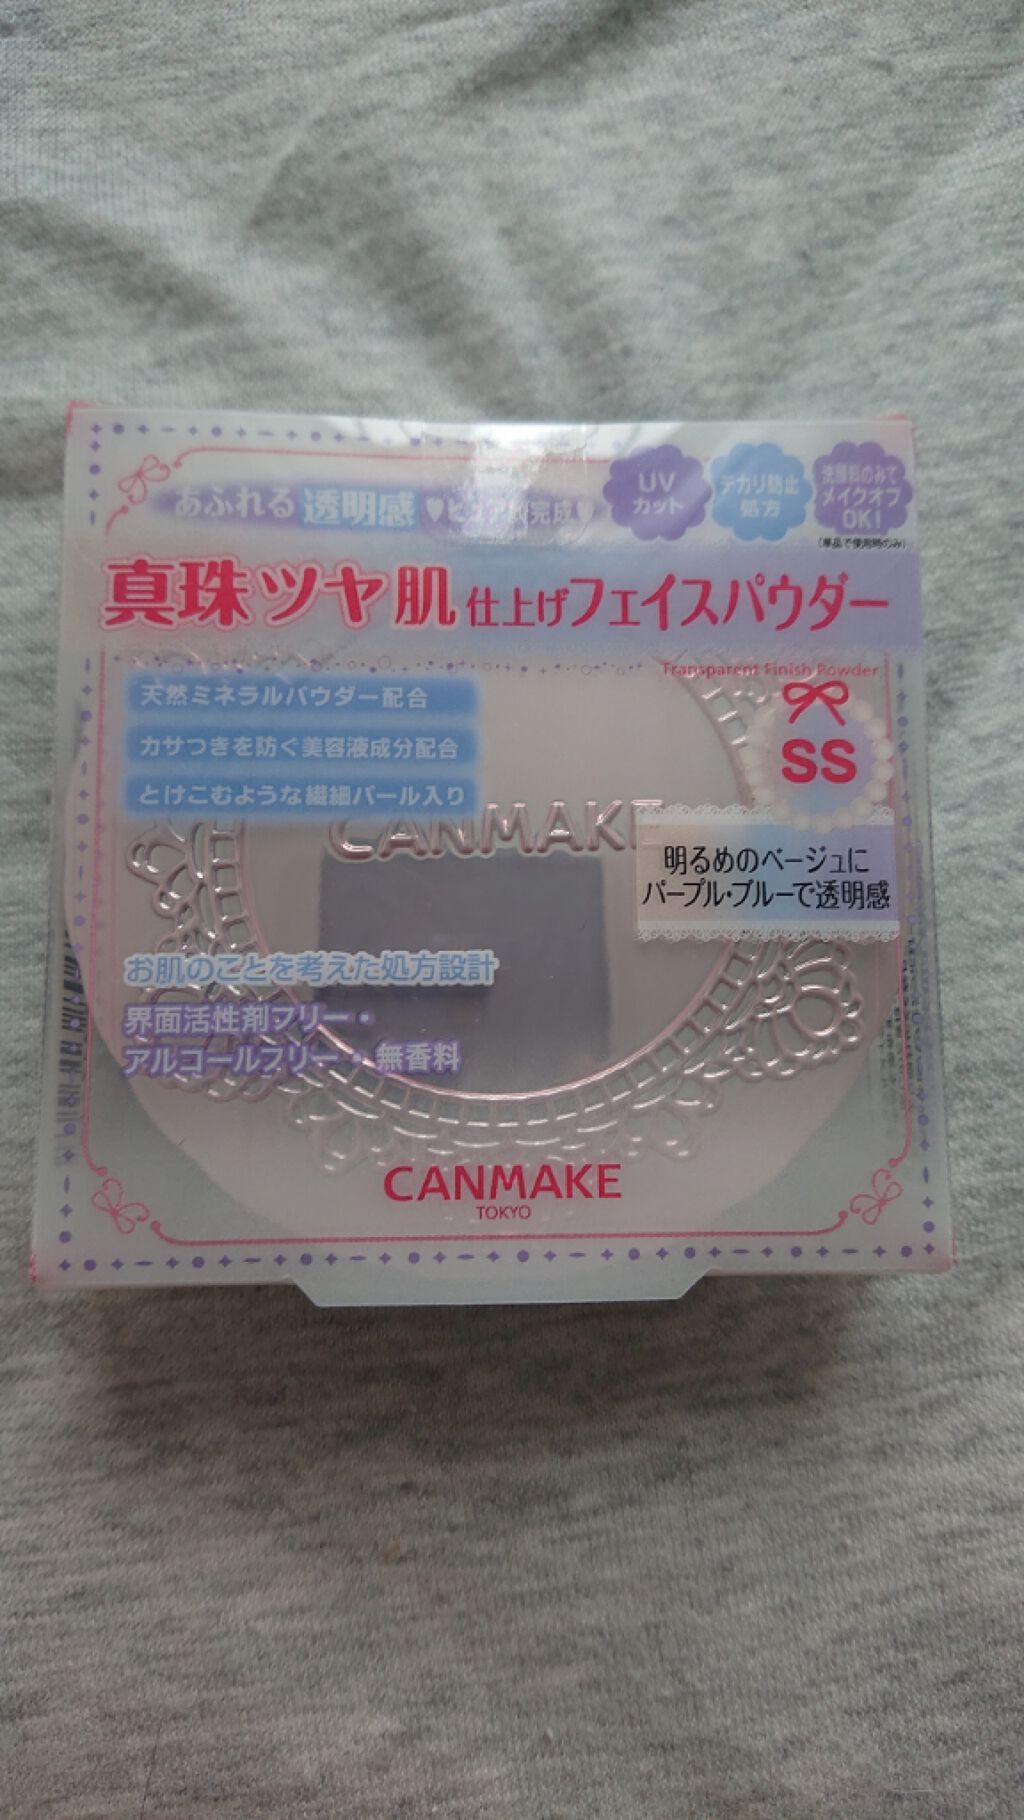 あふれる透明感♥ピュア肌完成♥
UV
カット
テカリ防止
処方
洗顔料のみで
メイクオフ
OK!
(単品で使用時のみ)
真珠ツヤ肌仕上げフェイスパウダー
Transparent Finish Powder
天然ミネラルパウダー配合
カサつきを防ぐ美容液成分配合
とけこむような繊細パール入り
SS
CANMAKE
明るめのベージュに
パープル・ブルーで透明感
お肌のことを考えた処方設計
界面活性剤フリー・
アルコールフリー・無香料
CANMAKE
TOKYO